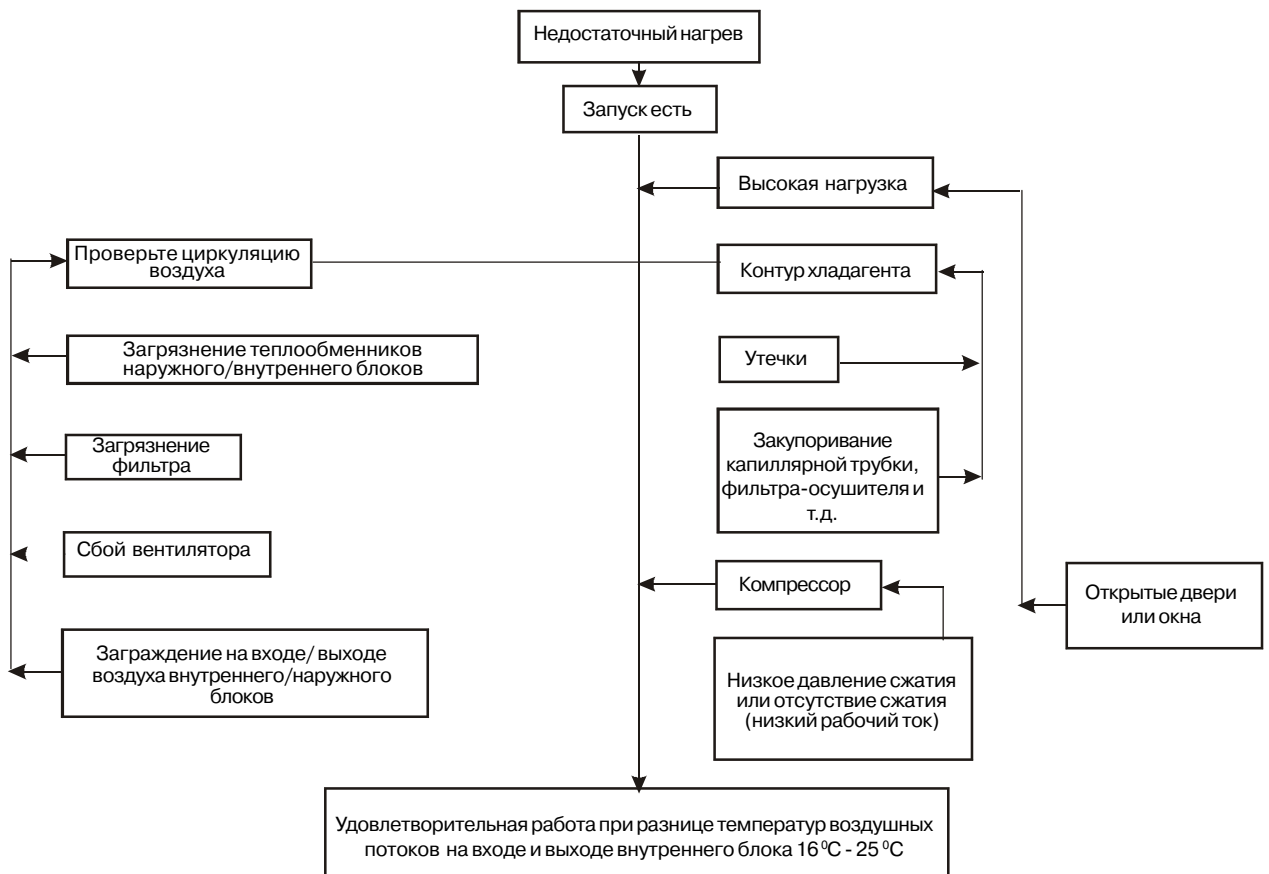 Недостаточный нагрев
Запуск есть
Высокая нагрузка
Проверьте циркуляцию
воздуха
Контур хладагента
Загрязнение теплообменников
наружного/внутреннего блоков
Утечки
Загрязнение
фильтра
Закупоривание
капиллярной трубки,
фильтра-осушителя и
т.д.
Сбой вентилятора
Компрессор
Открытые двери
или окна
Заграждение на входе/ выходе
воздуха внутреннего/наружного
блоков
Низкое давление сжатия
или отсутствие сжатия
(низкий рабочий ток)
Удовлетворительная работа при разнице температур воздушных
потоков на входе и выходе внутреннего блока 16 ⁰C - 25 ⁰C